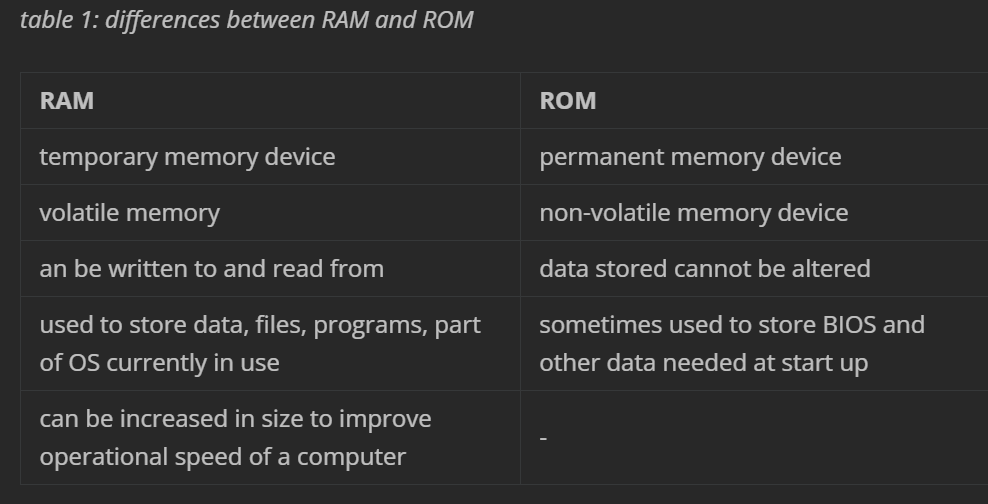 table 1: differences between RAM and ROM
RAM
ROM
temporary memory device
permanent memory device
volatile memory
non-volatile memory device
an be written to and read from
data stored cannot be altered
used to store data, files, programs, part
of OS currently in use
sometimes used to store BIOS and
other data needed at start up
can be increased in size to improve
operational speed of a computer
-